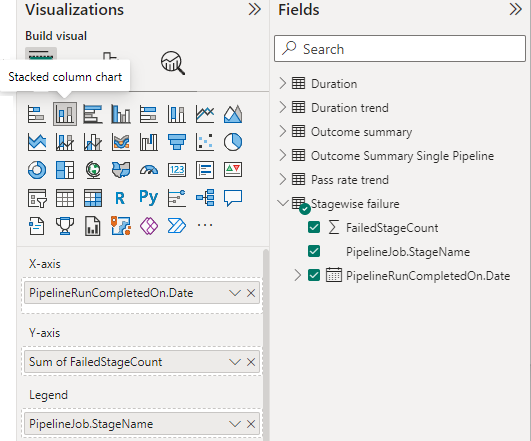 Visualizations
Build visual
Stacked column chart
123
R
Py
X-axis
PipelineRunCompletedOn.Date
Y-axis
Sum of FailedStageCount
Legend
PipelineJob.StageName
Fields
Search
Duration
Duration trend
Outcome summary
Outcome Summary Single Pipeline
Pass rate trend
Stagewise failure
FailedStageCount
PipelineJob.StageName
PipelineRunCompletedOn.Date